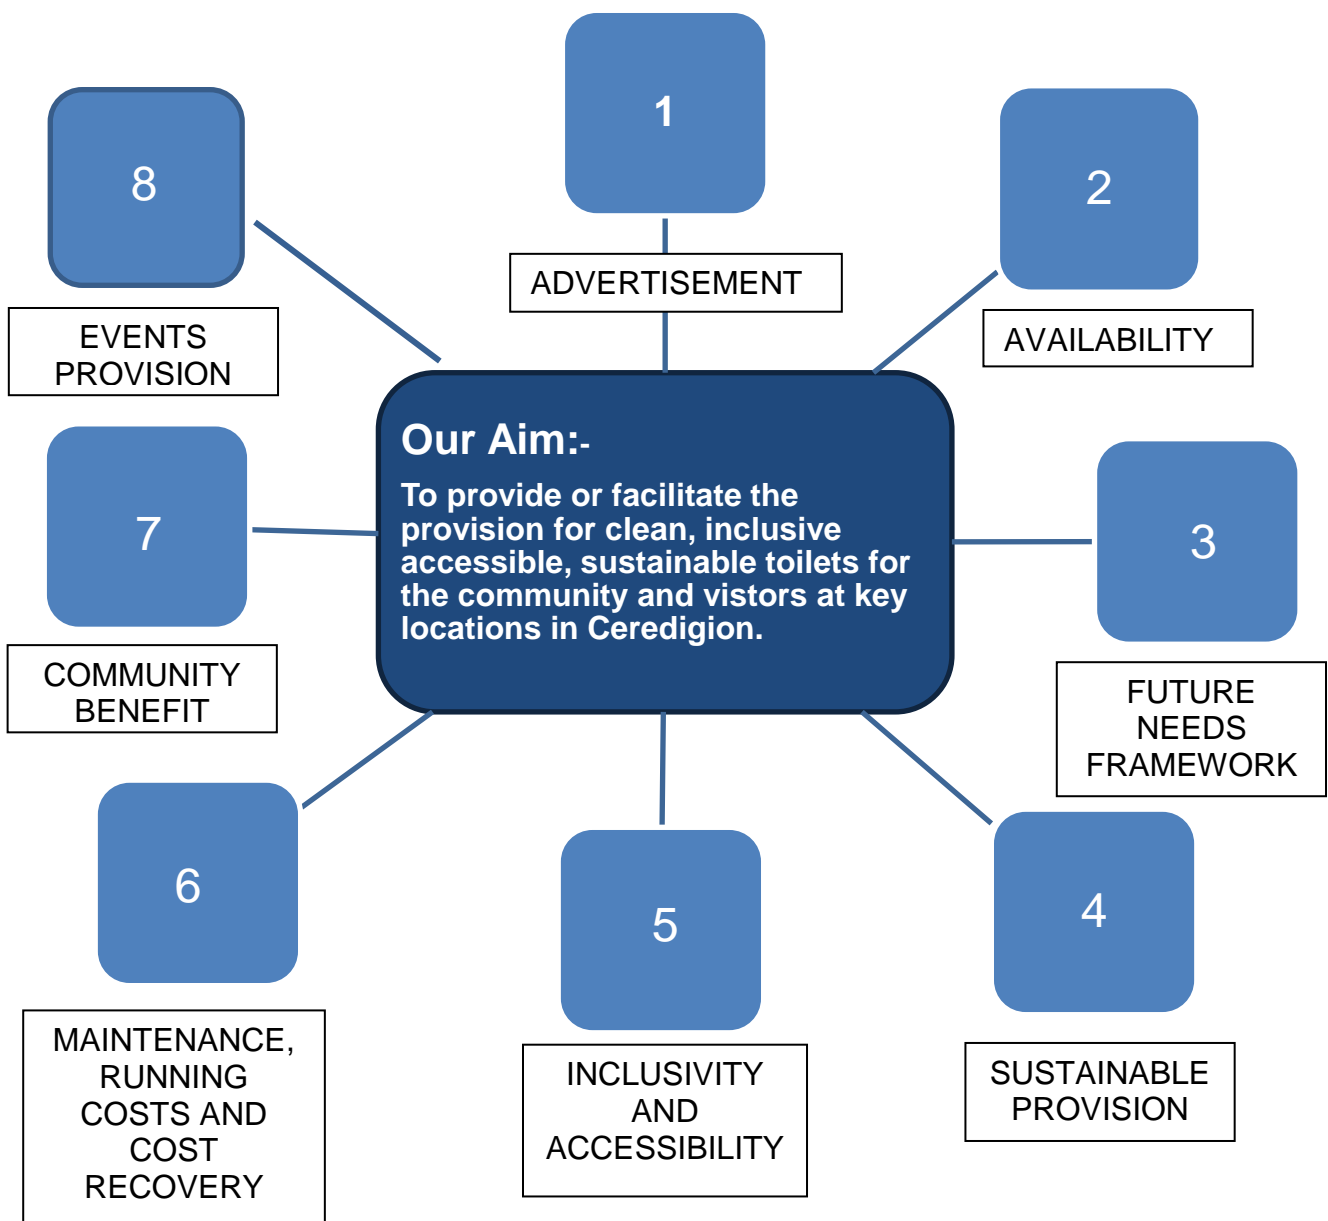 1
ADVERTISEMENT
2
AVAILABILITY
3
FUTURE
NEEDS
FRAMEWORK
4
SUSTAINABLE
PROVISION
5
INCLUSIVITY
AND
ACCESSIBILITY
6
MAINTENANCE,
RUNNING
COSTS AND
COST
RECOVERY
7
COMMUNITY
BENEFIT
8
EVENTS
PROVISION
Our Aim:-
To provide or facilitate the
provision for clean, inclusive
accessible, sustainable toilets for
the community and vistors at key
locations in Ceredigion.